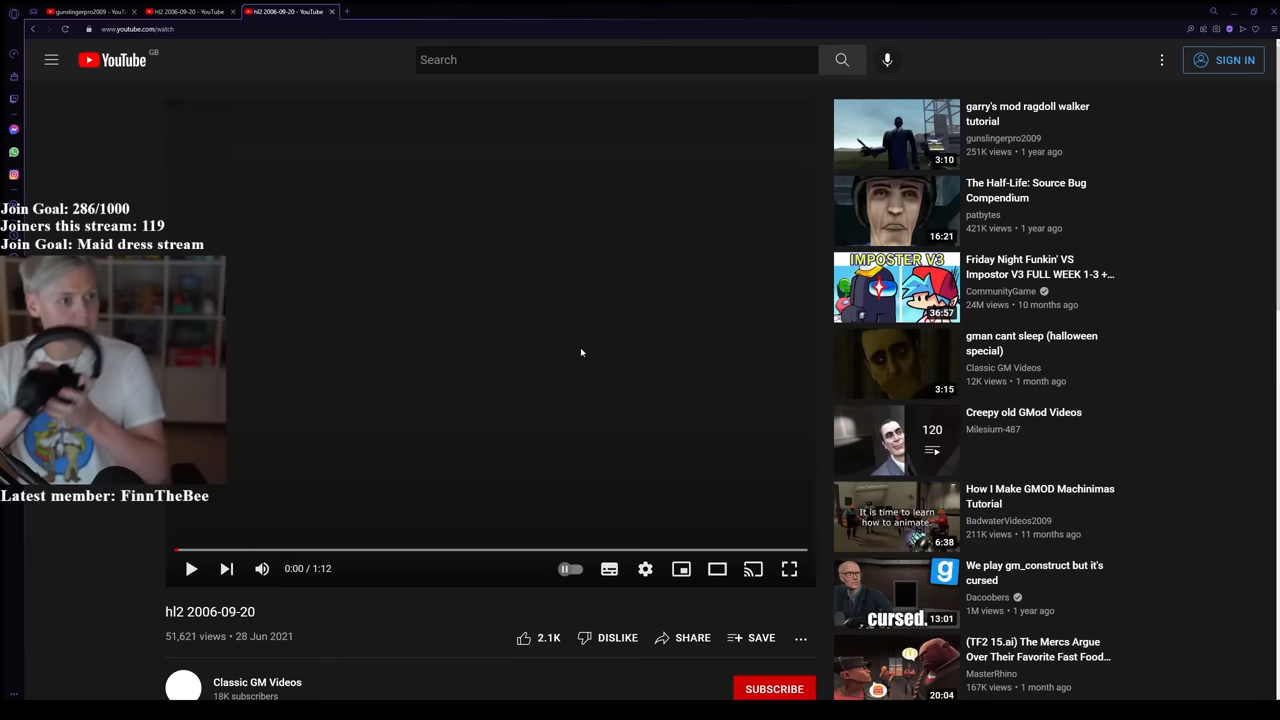 gunslingerpro2009 - YouT
hl2 2006-09-20 - YouTube
hl2 2006-09-20 - YouTube
www.youtube.com/watch
YouTube
GB
Search
SIGN IN
Join Goal: 286/1000
Joiners this stream: 119
Join Goal: Maid dress stream
Latest member: FinnTheBee
0:00 / 1:12
hl2 2006-09-20
51,621 views • 28 Jun 2021
2.1K
DISLIKE
SHARE
SAVE
Classic GM Videos
18K subscribers
SUBSCRIBE
3:10
garry's mod ragdoll walker
tutorial
gunslingerpro2009
251K views • 1 year ago
16:21
The Half-Life: Source Bug
Compendium
patbytes
421K views • 1 year ago
IMPOSTER V3
36:57
Friday Night Funkin' VS
Impostor V3 FULL WEEK 1-3 +...
CommunityGame
24M views • 10 months ago
3:15
gman cant sleep (halloween
special)
Classic GM Videos
12K views • 1 month ago
120
Creepy old GMod Videos
Milesium-487
It is time to learn
how to animate.
6:38
How I Make GMOD Machinimas
Tutorial
BadwaterVideos2009
211K views • 11 months ago
g
cursed.
13:01
We play gm_construct but it's
cursed
Dacoobers
1M views • 1 year ago
20:04
(TF2 15.ai) The Mercs Argue
Over Their Favorite Fast Food...
MasterRhino
167K views • 1 month ago